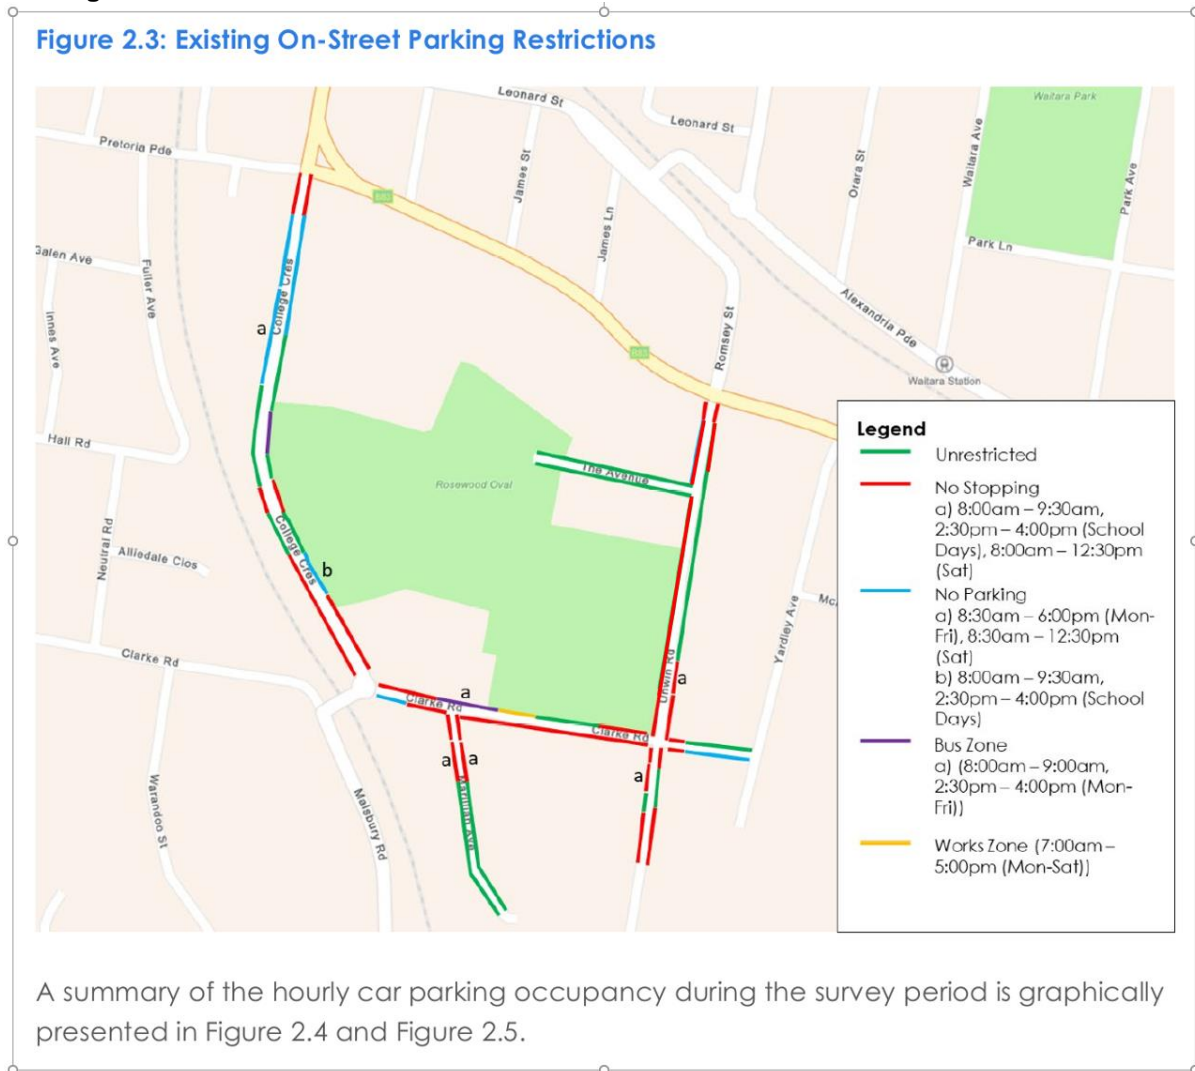 Figure 2.3: Existing On-Street Parking Restrictions
Leonard St
Waitara Park
Leonard St
Pretoria Pde
James St
Orara St
Waitara Ave
Park Ave
James Ln
Park Ln
Galen Ave
Fuller Ave
College Cres
a
Innes Ave
Romsey St
Alexandria Pde
Waitara Station
Hall Rd
The Avenue
Rosewood Oval
Neutral Rd
College Cres
Alliedale Clos
b
Yardley Ave
Clarke Rd
Unwin Rd
a
a
Clarke Rd
Clarke Rd
a
a
a
Warandoo St
Malsbury Rd
Legend
Unrestricted
No Stopping
a) 8:00am – 9:30am,
2:30pm – 4:00pm (School
Days), 8:00am – 12:30pm
(Sat)
No Parking
a) 8:30am – 6:00pm (Mon-
Fri), 8:30am – 12:30pm
(Sat)
b) 8:00am – 9:30am,
2:30pm – 4:00pm (School
Days)
Bus Zone
a) (8:00am – 9:00am,
2:30pm – 4:00pm (Mon-
Fri))
Works Zone (7:00am –
5:00pm (Mon-Sat))
A summary of the hourly car parking occupancy during the survey period is graphically
presented in Figure 2.4 and Figure 2.5.